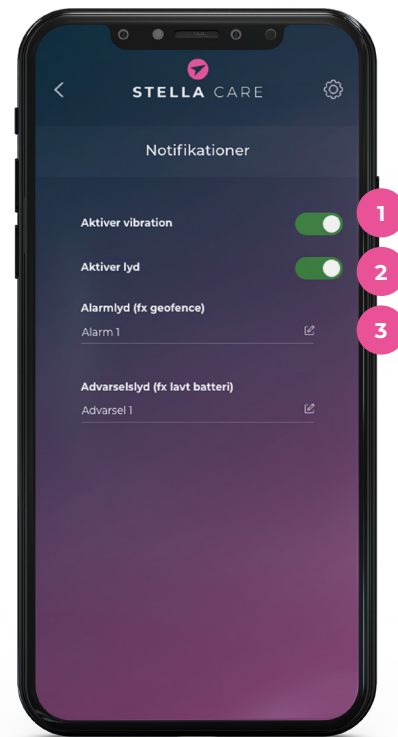 STELLA CARE
Notifikationer
Aktiver vibration
1
Aktiver lyd
2
Alarmlyd (fx geofence)
Alarm 1
3
Advarselslyd (fx lavt batteri)
Advarsel 1